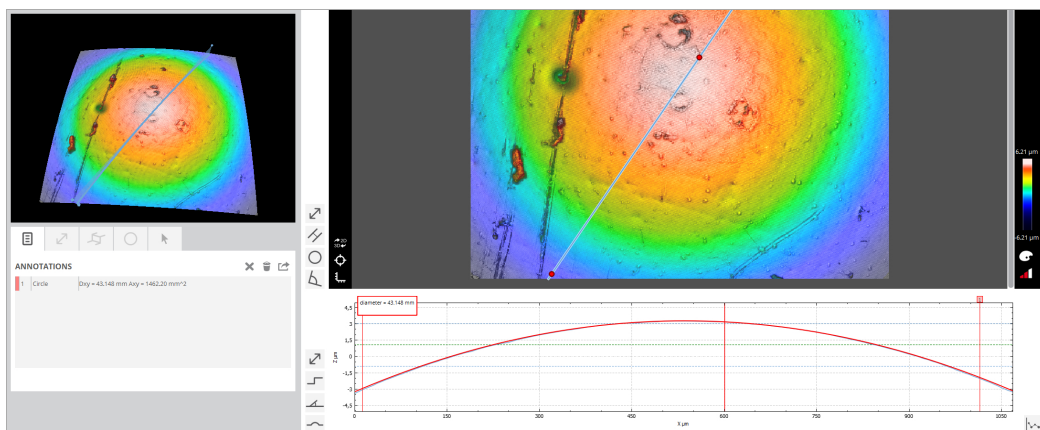 ANNOTATIONS
1 Circle Dxy = 43.148 mm Axy = 1462.20 mm^2
2D
3D
6.21 µm
-6.21 µm
diameter = 43.148 mm
4,5
3
1,5
0
-1,5
-3
-4,5
Z µm
0 150 300 450 600 750 900 1050
X µm